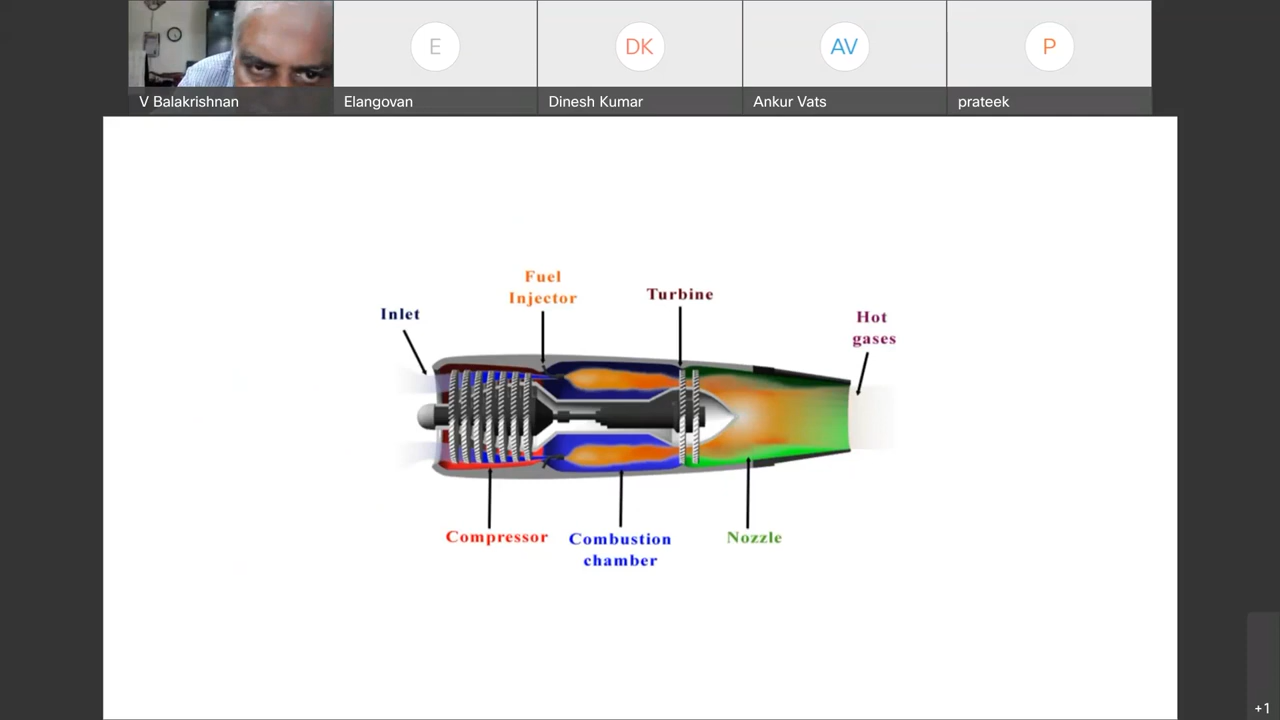 E
DK
AV
P
V Balakrishnan
Elangovan
Dinesh Kumar
Ankur Vats
prateek
Fuel
Injector
Turbine
Inlet
Hot
gases
Compressor
Combustion
chamber
Nozzle
+1